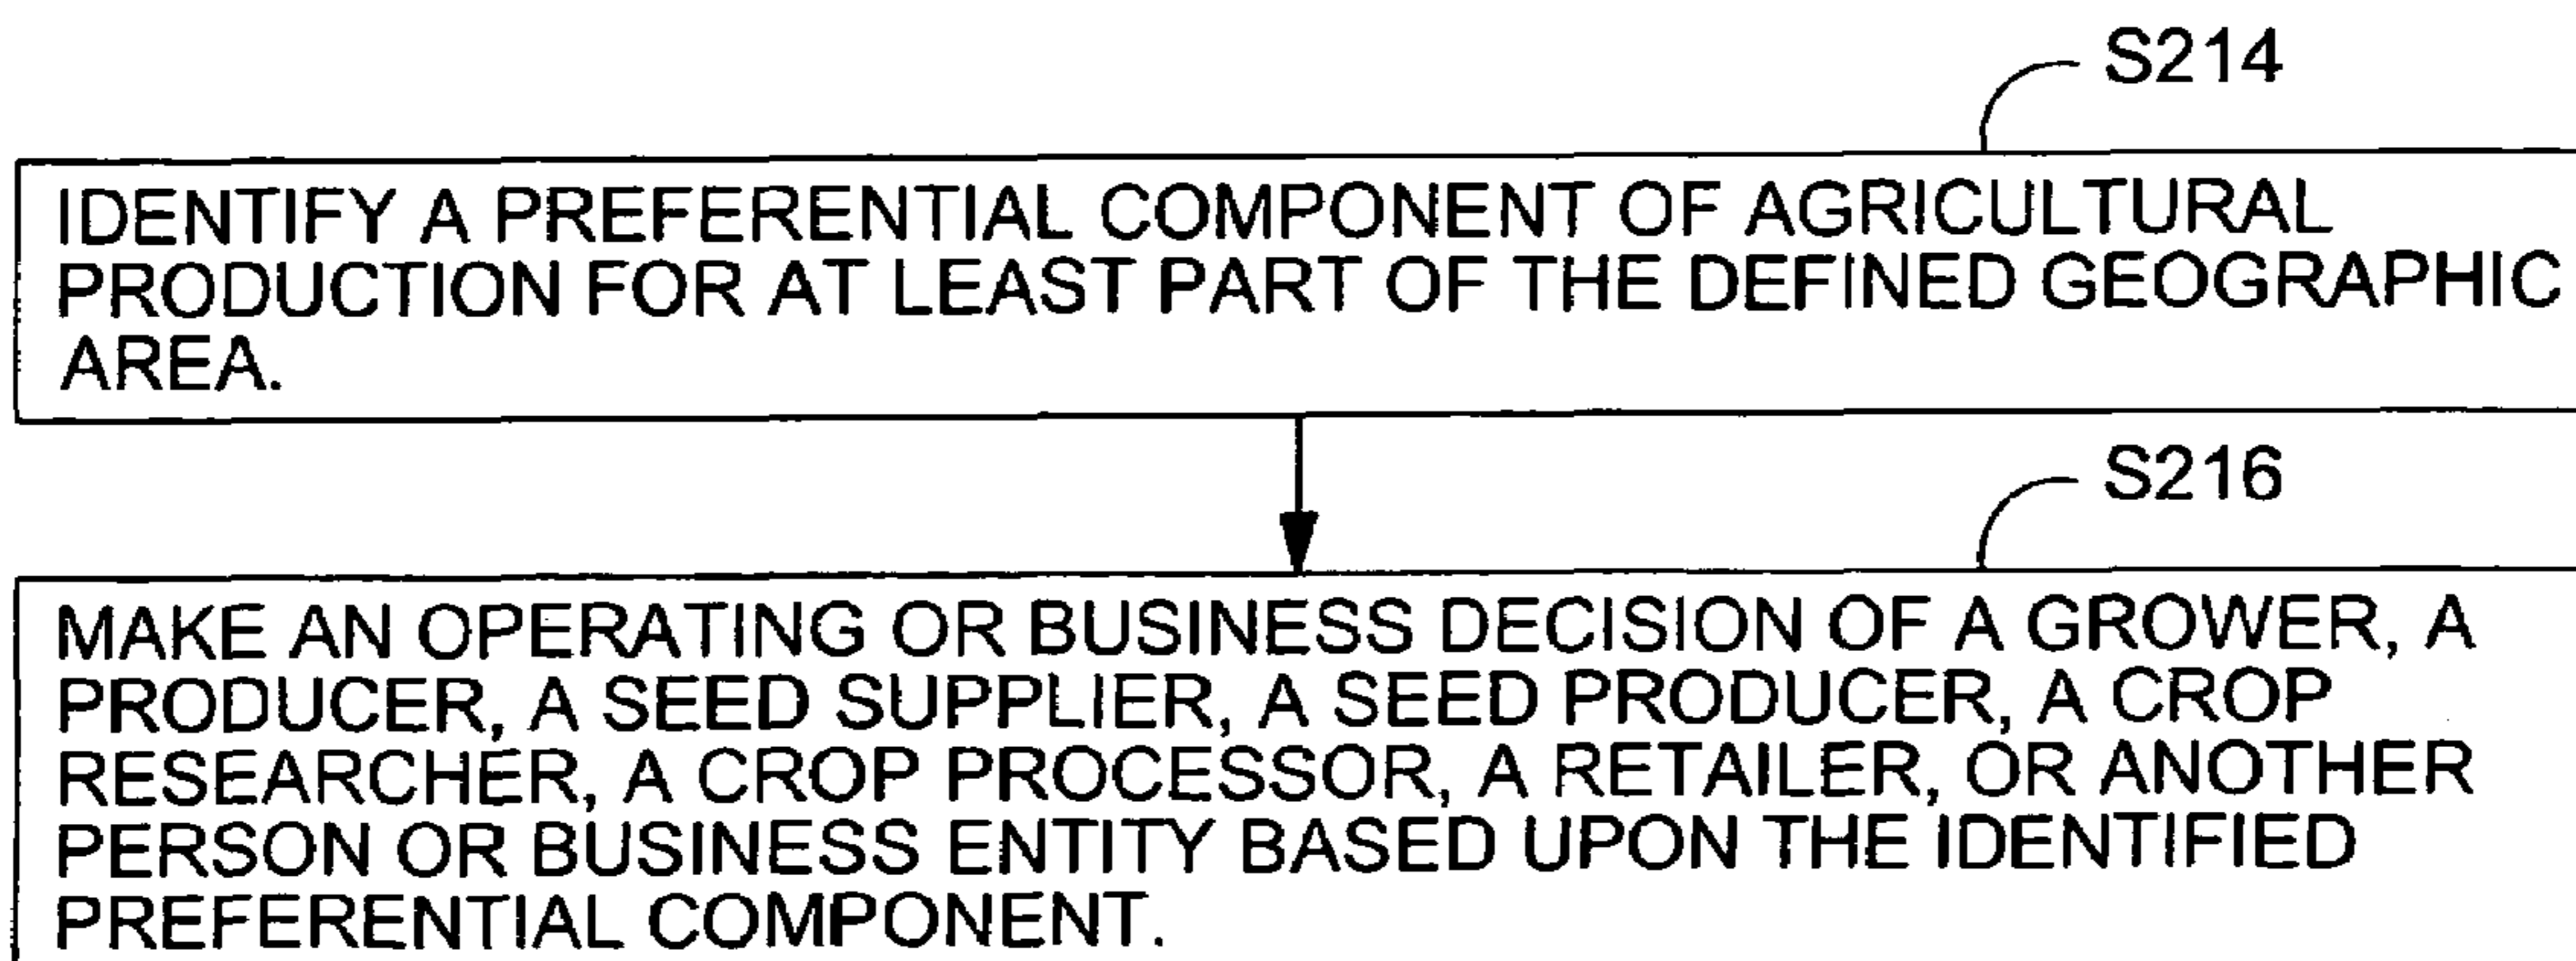 S214
IDENTIFY A PREFERENTIAL COMPONENT OF AGRICULTURAL
PRODUCTION FOR AT LEAST PART OF THE DEFINED GEOGRAPHIC
AREA.
S216
MAKE AN OPERATING OR BUSINESS DECISION OF A GROWER, A
PRODUCER, A SEED SUPPLIER, A SEED PRODUCER, A CROP
RESEARCHER, A CROP PROCESSOR, A RETAILER, OR ANOTHER
PERSON OR BUSINESS ENTITY BASED UPON THE IDENTIFIED
PREFERENTIAL COMPONENT.